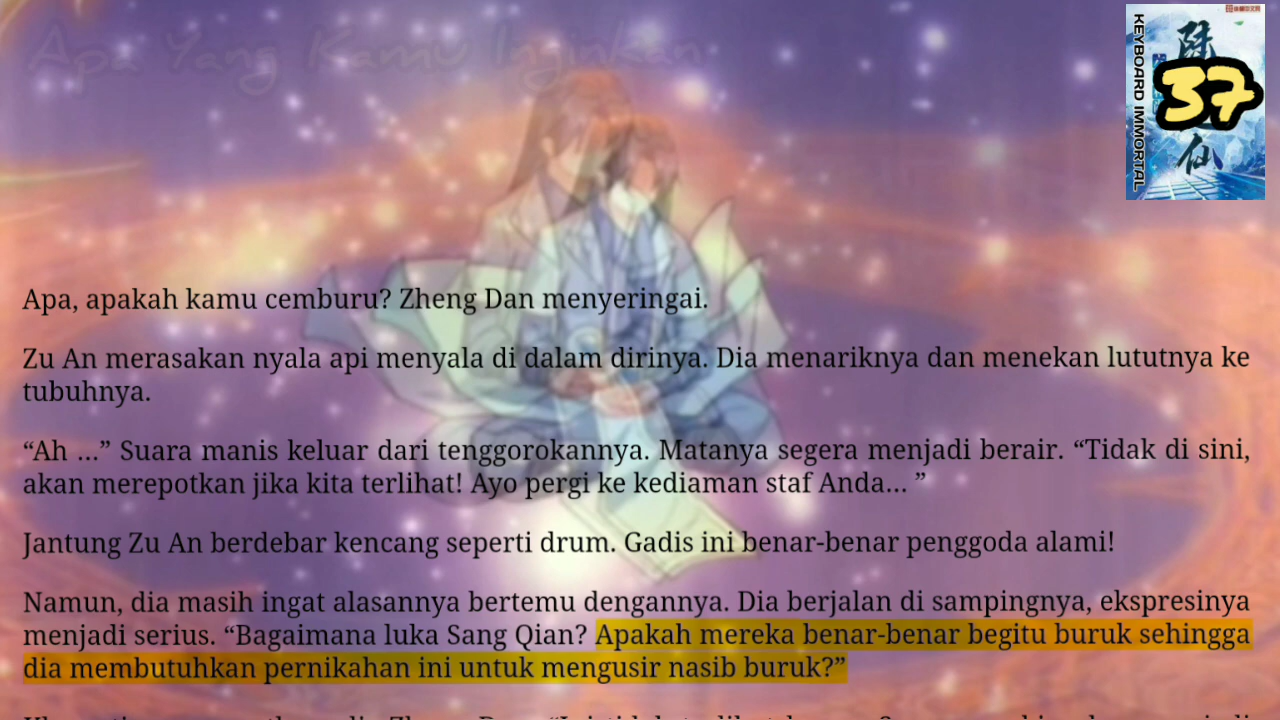 Apa Yang Kamu Inginkan
KEYBOARD IMMORTAL
37
仙
Apa, apakah kamu cemburu? Zheng Dan menyeringai.
Zu An merasakan nyala api menyala di dalam dirinya. Dia menariknya dan menekan lututnya ke
tubuhnya.
“Ah …” Suara manis keluar dari tenggorokannya. Matanya segera menjadi berair. “Tidak di sini,
akan merepotkan jika kita terlihat! Ayo pergi ke kediaman staf Anda… ”
Jantung Zu An berdebar kencang seperti drum. Gadis ini benar-benar penggoda alami!
Namun, dia masih ingat alasannya bertemu dengannya. Dia berjalan di sampingnya, ekspresinya
menjadi serius. “Bagaimana luka Sang Qian? Apakah mereka benar-benar begitu buruk sehingga
dia membutuhkan pernikahan ini untuk mengusir nasib buruk?”